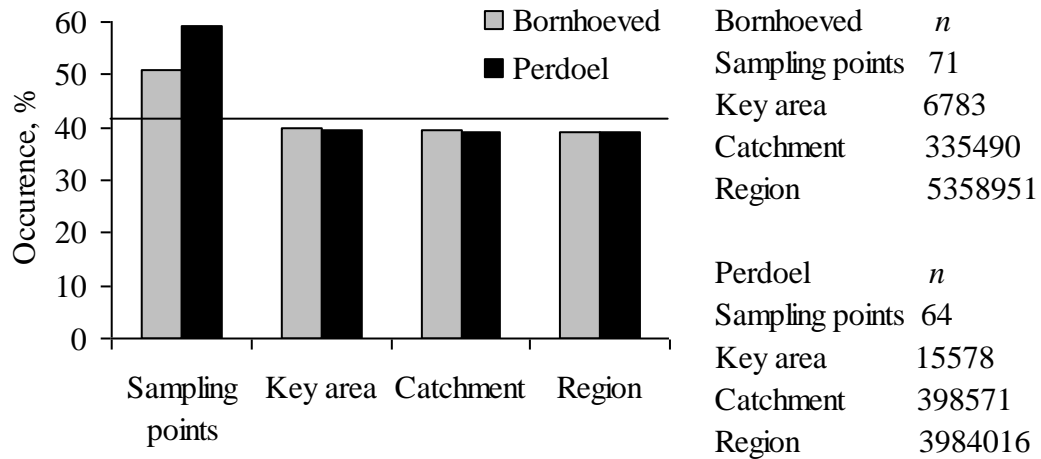 Occurence, %
60
50
40
30
20
10
0
Bornhoeved
Perdoel
Sampling points
Key area
Catchment
Region
Bornhoeved n
Sampling points 71
Key area 6783
Catchment 335490
Region 5358951
Perdoel n
Sampling points 64
Key area 15578
Catchment 398571
Region 3984016